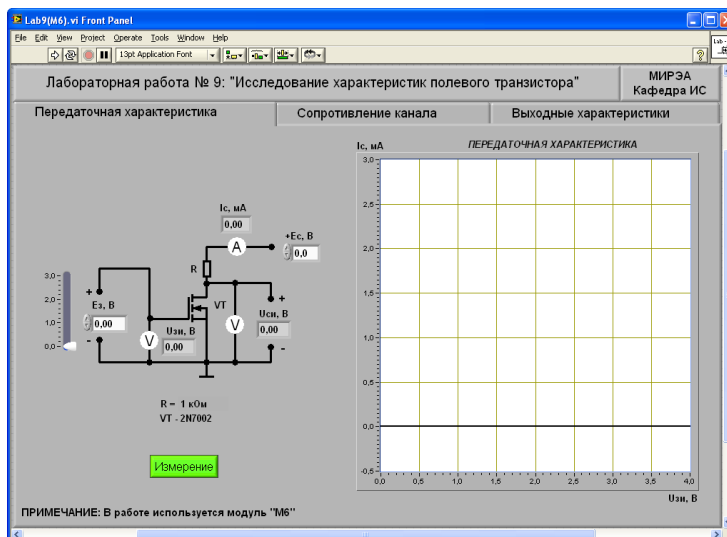 Lab9(M6).vi Front Panel
File Edit View Project Operate Tools Window Help
13pt Application Font
?
Lab -
Лабораторная работа № 9: "Исследование характеристик полевого транзистора"
МИРЭА
Кафедра ИС
Передаточная характеристика
Сопротивление канала
Выходные характеристики
Ic, мА
ПЕРЕДАТОЧНАЯ ХАРАКТЕРИСТИКА
3,0
2,5
2,0
1,5
1,0
0,5
0,0
-0,5
0,0 0,5 1,0 1,5 2,0 2,5 3,0 3,5 4,0
Uзи, В
Ic, мА
0,00
A
+Ec, В
0,0
R
3,0
2,0
1,0
0,0
+
Eз, В
0,00
-
VT
V
Uзи, В
0,00
V
+
Uси, В
0,00
-
R = 1 кОм
VT - 2N7002
Измерение
ПРИМЕЧАНИЕ: В работе используется модуль "М6"